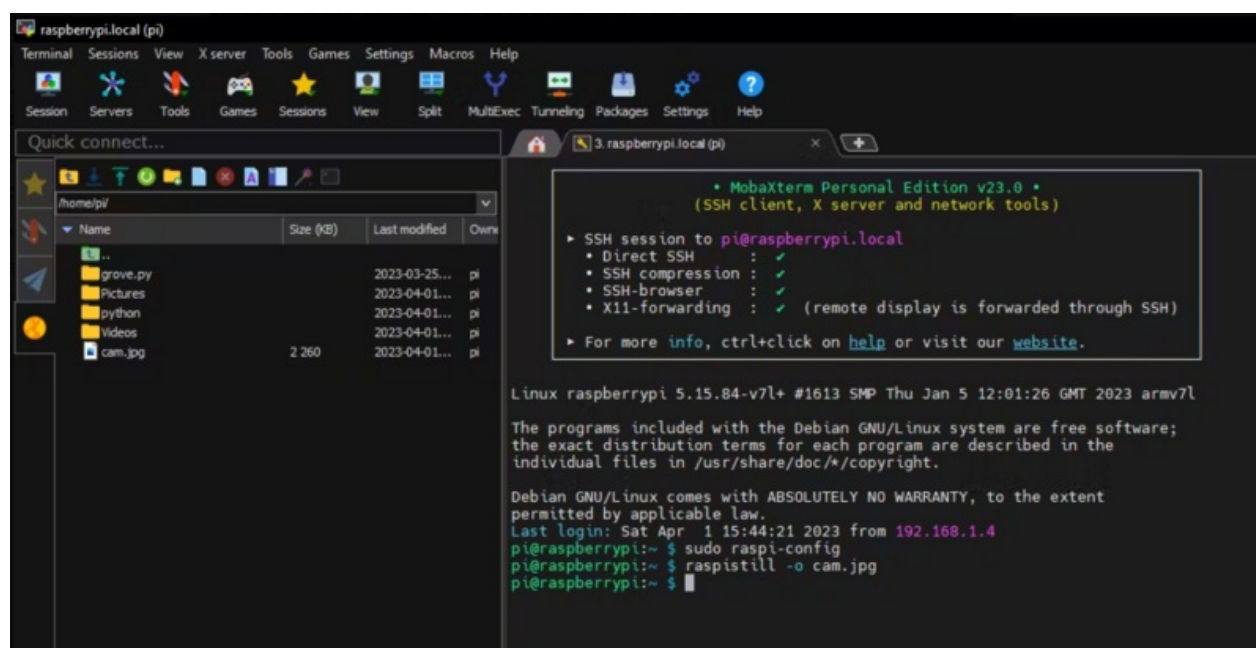 raspberrypi.local (pi)
Terminal Sessions View X server Tools Games Settings Macros Help
Session Servers Tools Games Sessions View Split MultiExec Tunneling Packages Settings Help
Quick connect...
3. raspberrypi.local (pi)
/home/pi/
Name Size (KB) Last modified Owne
..
grove.py 2023-03-25... pi
Pictures 2023-04-01... pi
python 2023-04-01... pi
Videos 2023-04-01... pi
cam.jpg 2 260 2023-04-01... pi
• MobaXterm Personal Edition v23.0 •
(SSH client, X server and network tools)
▸ SSH session to pi@raspberrypi.local
• Direct SSH : ✔
• SSH compression : ✔
• SSH-browser : ✔
• X11-forwarding : ✔ (remote display is forwarded through SSH)
▸ For more info, ctrl+click on help or visit our website.
Linux raspberrypi 5.15.84-v7l+ #1613 SMP Thu Jan 5 12:01:26 GMT 2023 armv7l
The programs included with the Debian GNU/Linux system are free software;
the exact distribution terms for each program are described in the
individual files in /usr/share/doc/*/copyright.
Debian GNU/Linux comes with ABSOLUTELY NO WARRANTY, to the extent
permitted by applicable law.
Last login: Sat Apr 1 15:44:21 2023 from 192.168.1.4
pi@raspberrypi:~ $ sudo raspi-config
pi@raspberrypi:~ $ raspistill -o cam.jpg
pi@raspberrypi:~ $